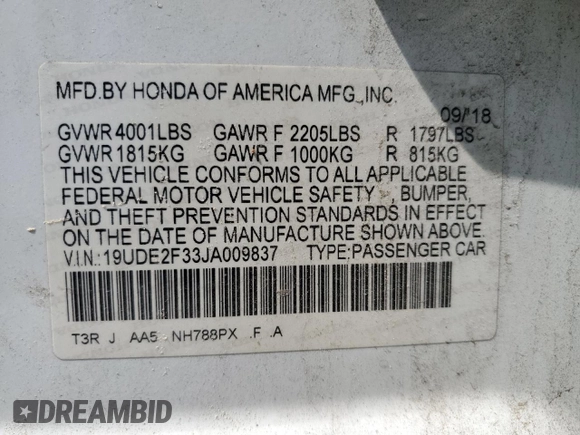 MFD.BY HONDA OF AMERICA MFG.,INC.
09/'18
GVWR 4001LBS GAWR F 2205LBS R 1797LBS
GVWR 1815KG GAWR F 1000KG R 815KG
THIS VEHICLE CONFORMS TO ALL APPLICABLE
FEDERAL MOTOR VEHICLE SAFETY , BUMPER,
AND THEFT PREVENTION STANDARDS IN EFFECT
ON THE DATE OF MANUFACTURE SHOWN ABOVE.
V.I.N.:19UDE2F33JA009837 TYPE:PASSENGER CAR
T3R J AA5 NH788PX .F .A
DREAMBID